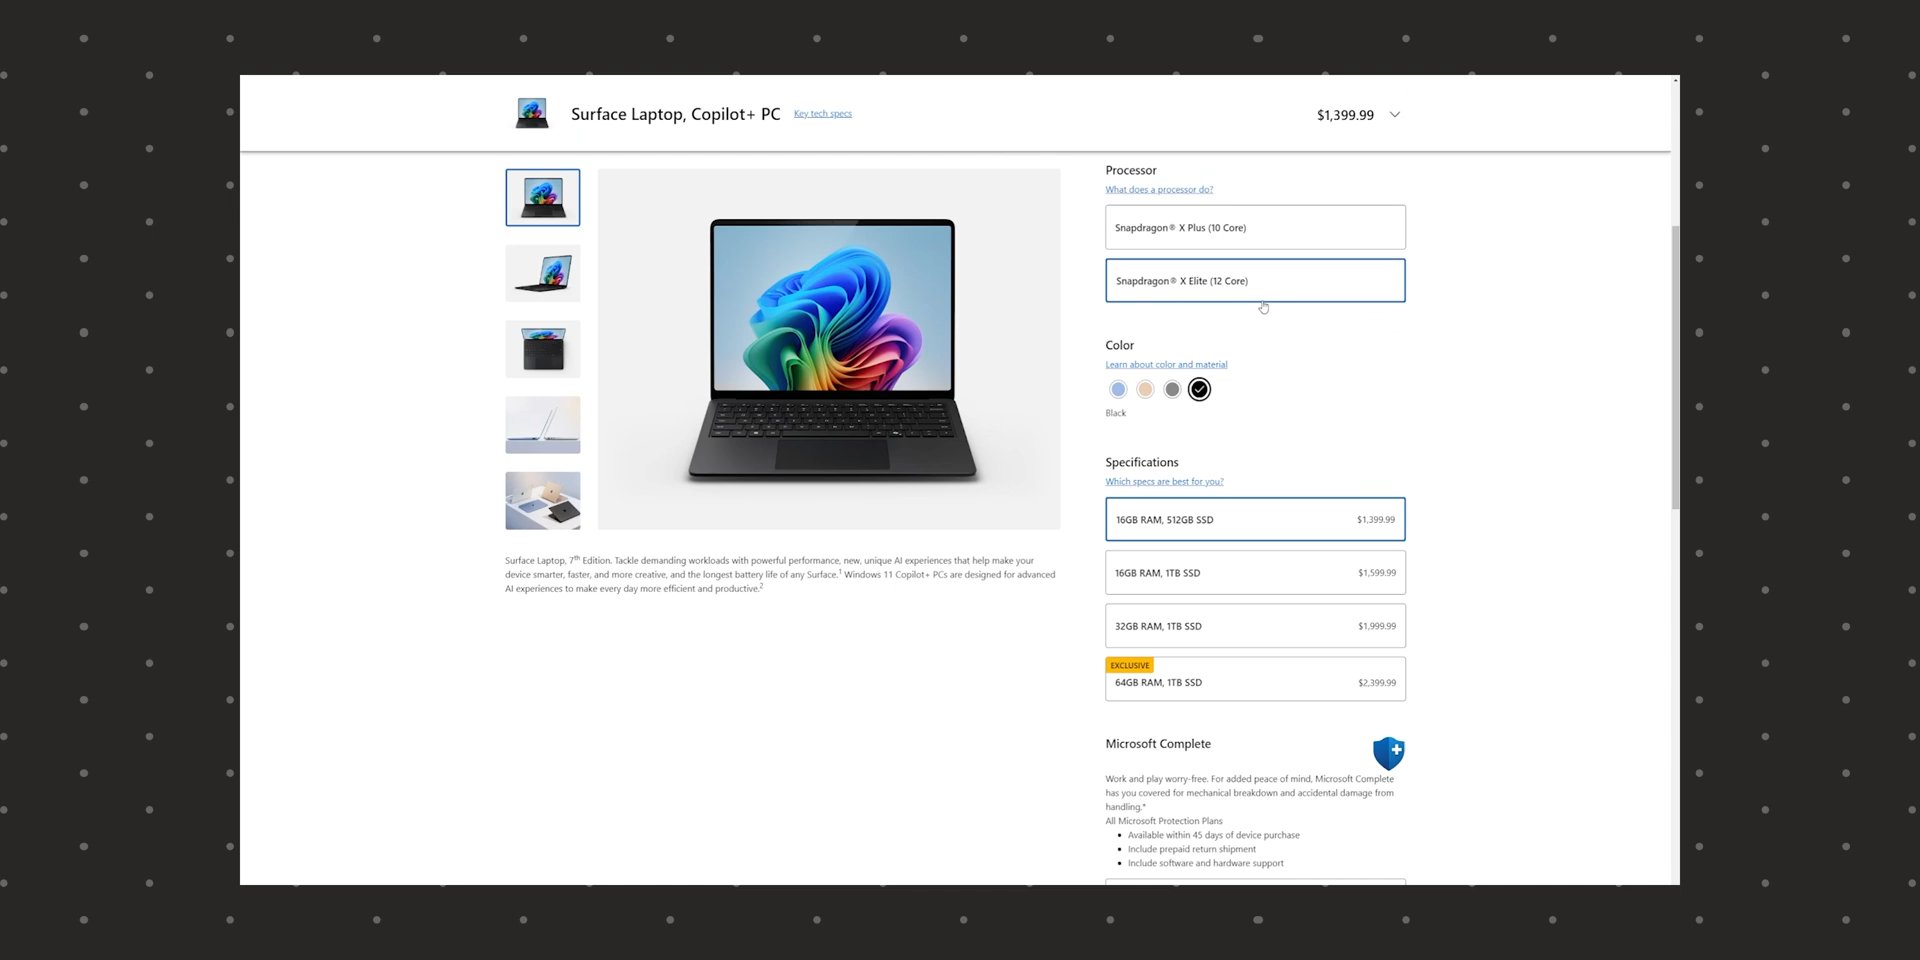 Surface Laptop, Copilot+ PC
Key tech specs
$1,399.99
Processor
What does a processor do?
Snapdragon® X Plus (10 Core)
Snapdragon® X Elite (12 Core)
Color
Learn about color and material
Black
Specifications
Which specs are best for you?
16GB RAM, 512GB SSD $1,399.99
16GB RAM, 1TB SSD $1,599.99
32GB RAM, 1TB SSD $1,999.99
EXCLUSIVE
64GB RAM, 1TB SSD $2,399.99
Surface Laptop, 7th Edition. Tackle demanding workloads with powerful performance, new, unique AI experiences that help make your
device smarter, faster, and more creative, and the longest battery life of any Surface.1 Windows 11 Copilot+ PCs are designed for advanced
AI experiences to make every day more efficient and productive.2
Microsoft Complete
Work and play worry-free. For added peace of mind, Microsoft Complete
has you covered for mechanical breakdown and accidental damage from
handling.*
All Microsoft Protection Plans
• Available within 45 days of device purchase
• Include prepaid return shipment
• Include software and hardware support